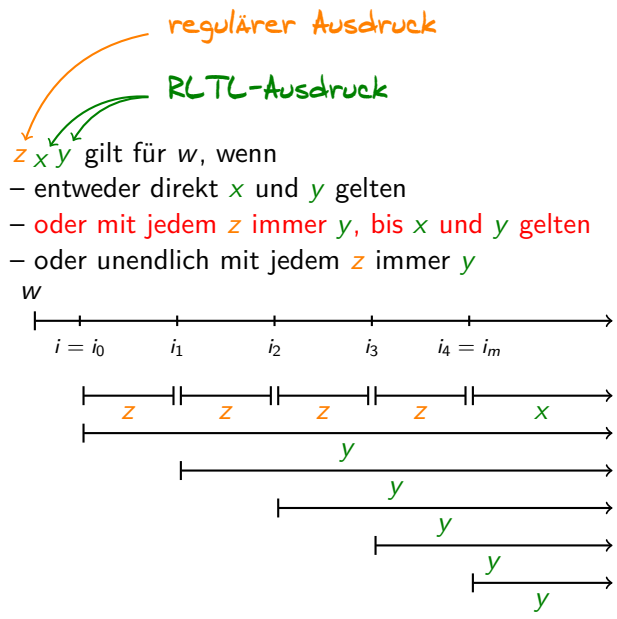 regulärer Ausdruck
RLTL-Ausdruck
z x y gilt für w, wenn
– entweder direkt x und y gelten
– oder mit jedem z immer y, bis x und y gelten
– oder unendlich mit jedem z immer y
w
i = i₀ i₁ i₂ i₃ i₄ = iₘ
z z z z x
y
y
y
y
y